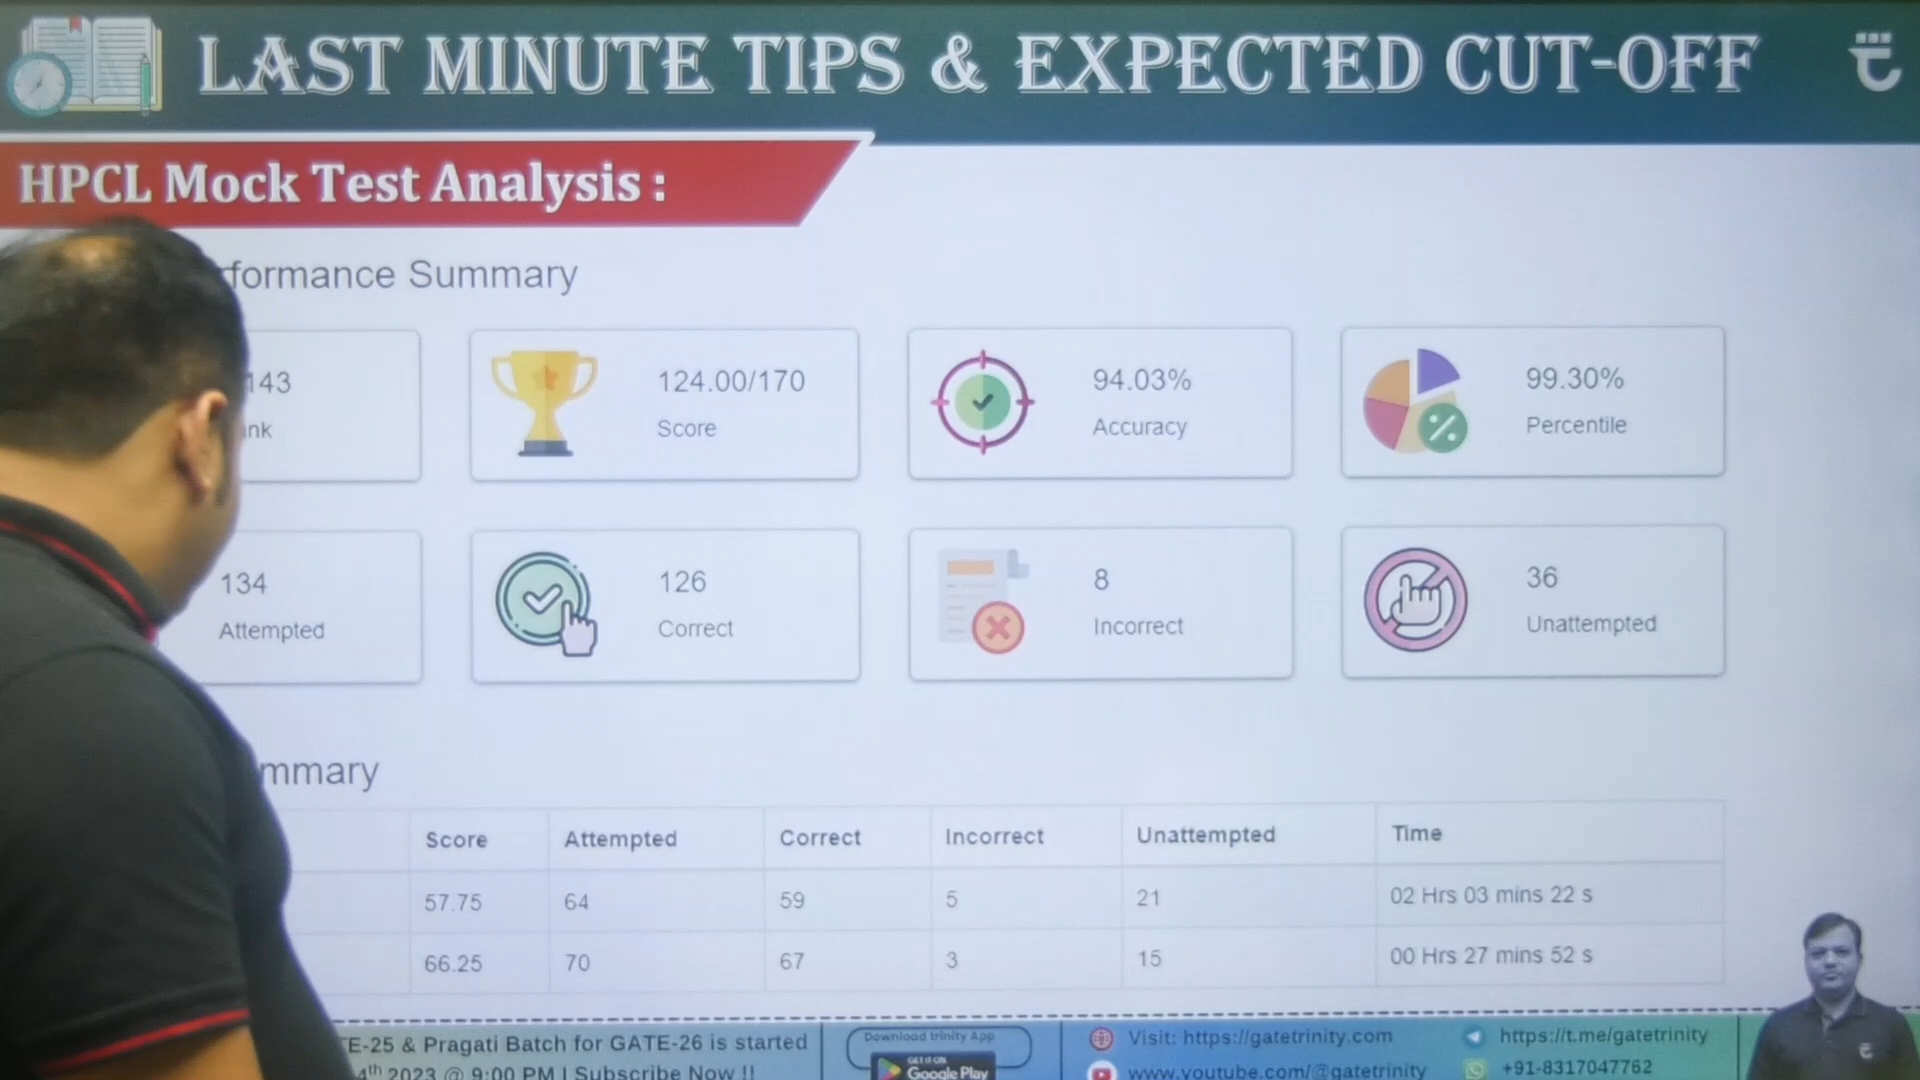 LAST MINUTE TIPS & EXPECTED CUT-OFF
HPCL Mock Test Analysis :
formance Summary
143
nk
124.00/170
Score
94.03%
Accuracy
99.30%
Percentile
134
Attempted
126
Correct
8
Incorrect
36
Unattempted
mmary
Score Attempted Correct Incorrect Unattempted Time
57.75 64 59 5 21 02 Hrs 03 mins 22 s
66.25 70 67 3 15 00 Hrs 27 mins 52 s
E-25 & Pragati Batch for GATE-26 is started
4th 2023 @ 9:00 PM | Subscribe Now !!
Download trinity App
GET IT ON
Google Play
Visit: https://gatetrinity.com
www.youtube.com/@gatetrinity
https://t.me/gatetrinity
+91-8317047762